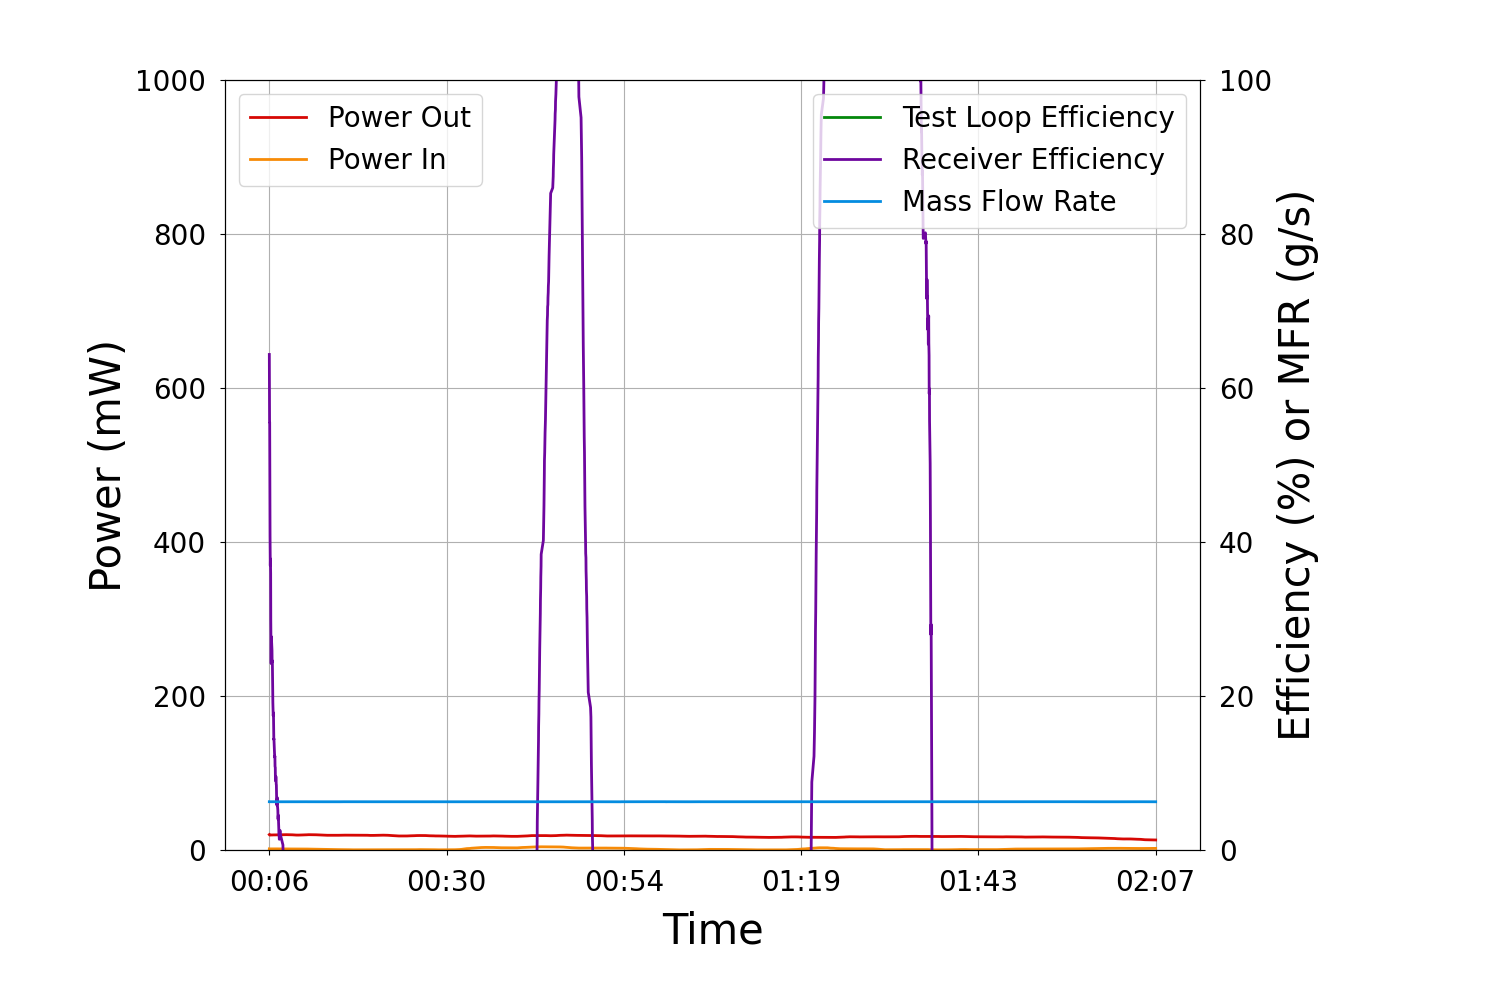 1000
800
600
400
200
0
Power (mW)
Power Out
Power In
Test Loop Efficiency
Receiver Efficiency
Mass Flow Rate
100
80
60
40
20
0
Efficiency (%) or MFR (g/s)
00:06 00:30 00:54 01:19 01:43 02:07
Time